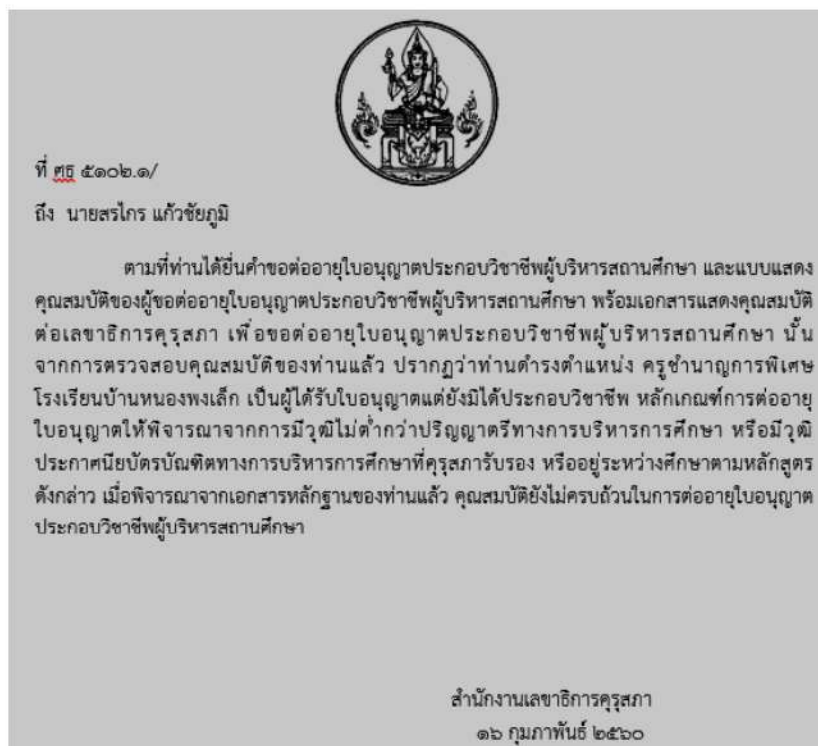 ที่ ศธ ๕๑๐๒.๑/
ถึง นายสรไกร แก้วชัยภูมิ
ตามที่ท่านได้ยื่นคำขอต่ออายุใบอนุญาตประกอบวิชาชีพผู้บริหารสถานศึกษา และแบบแสดง
คุณสมบัติของผู้ขอต่ออายุใบอนุญาตประกอบวิชาชีพผู้บริหารสถานศึกษา พร้อมเอกสารแสดงคุณสมบัติ
ต่อเลขาธิการคุรุสภา เพื่อขอต่ออายุใบอนุญาตประกอบวิชาชีพผู้บริหารสถานศึกษา นั้น
จากการตรวจสอบคุณสมบัติของท่านแล้ว ปรากฏว่าท่านดำรงตำแหน่ง ครูชำนาญการพิเศษ
โรงเรียนบ้านหนองพงเล็ก เป็นผู้ได้รับใบอนุญาตแต่ยังมิได้ประกอบวิชาชีพ หลักเกณฑ์การต่ออายุ
ใบอนุญาตให้พิจารณาจากการมีวุฒิไม่ต่ำกว่าปริญญาตรีทางการบริหารการศึกษา หรือมีวุฒิ
ประกาศนียบัตรบัณฑิตทางการบริหารการศึกษาที่คุรุสภารับรอง หรืออยู่ระหว่างศึกษาตามหลักสูตร
ดังกล่าว เมื่อพิจารณาจากเอกสารหลักฐานของท่านแล้ว คุณสมบัติยังไม่ครบถ้วนในการต่ออายุใบอนุญาต
ประกอบวิชาชีพผู้บริหารสถานศึกษา
สำนักงานเลขาธิการคุรุสภา
๑๖ กุมภาพันธ์ ๒๕๖๐